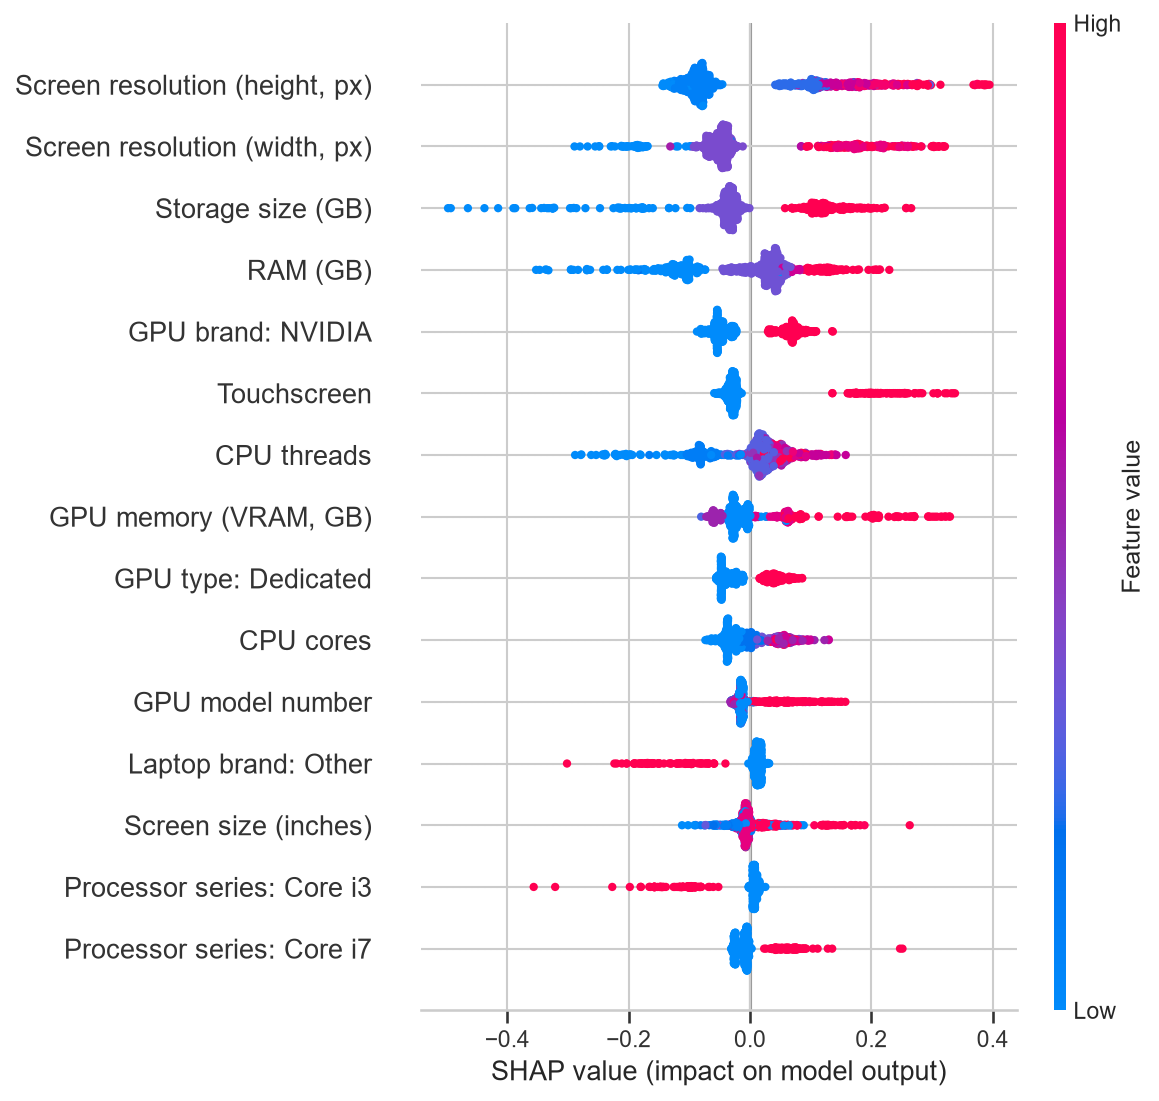 High
Screen resolution (height, px)
Screen resolution (width, px)
Storage size (GB)
RAM (GB)
GPU brand: NVIDIA
Touchscreen
CPU threads
GPU memory (VRAM, GB)
GPU type: Dedicated
CPU cores
GPU model number
Laptop brand: Other
Screen size (inches)
Processor series: Core i3
Processor series: Core i7
Feature value
Low
−0.4 −0.2 0.0 0.2 0.4
SHAP value (impact on model output)